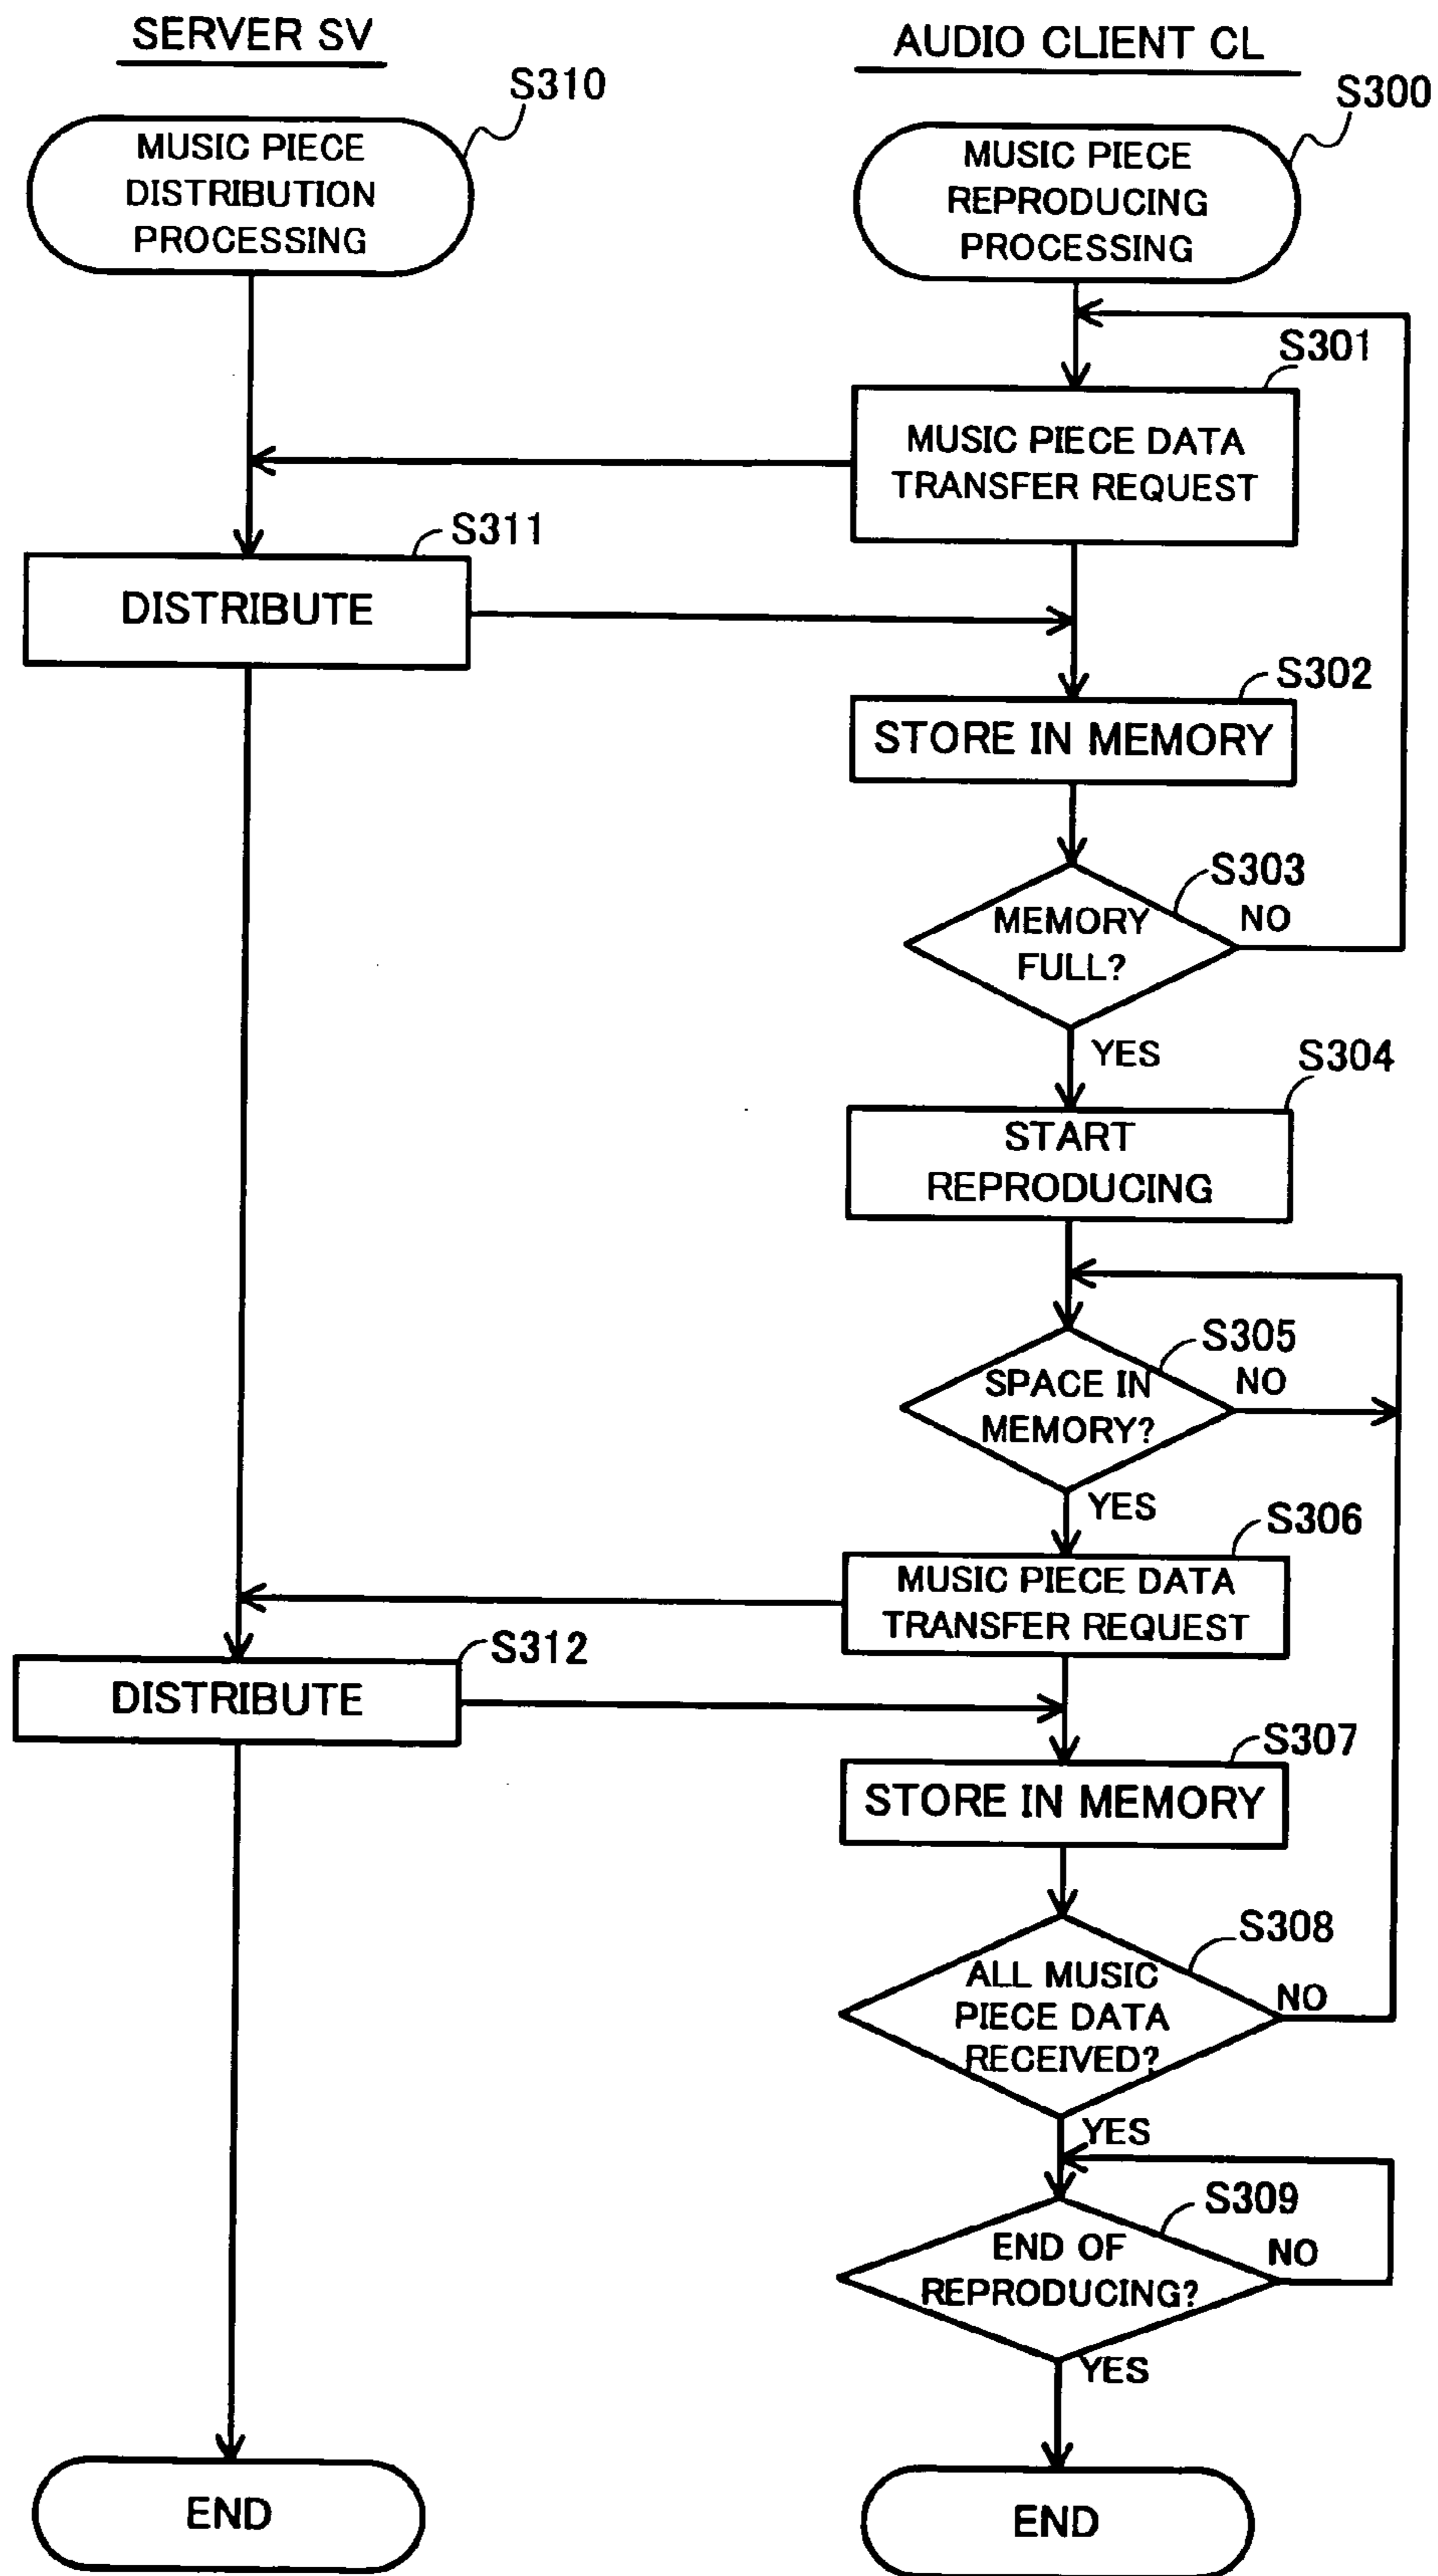 SERVER SV
AUDIO CLIENT CL
S310
S300
MUSIC PIECE
DISTRIBUTION
PROCESSING
MUSIC PIECE
REPRODUCING
PROCESSING
S301
MUSIC PIECE DATA
TRANSFER REQUEST
S311
DISTRIBUTE
S302
STORE IN MEMORY
S303
MEMORY
FULL?
NO
YES
S304
START
REPRODUCING
S305
SPACE IN
MEMORY?
NO
YES
S306
MUSIC PIECE DATA
TRANSFER REQUEST
S312
DISTRIBUTE
S307
STORE IN MEMORY
S308
ALL MUSIC
PIECE DATA
RECEIVED?
NO
YES
S309
END OF
REPRODUCING?
NO
YES
END
END